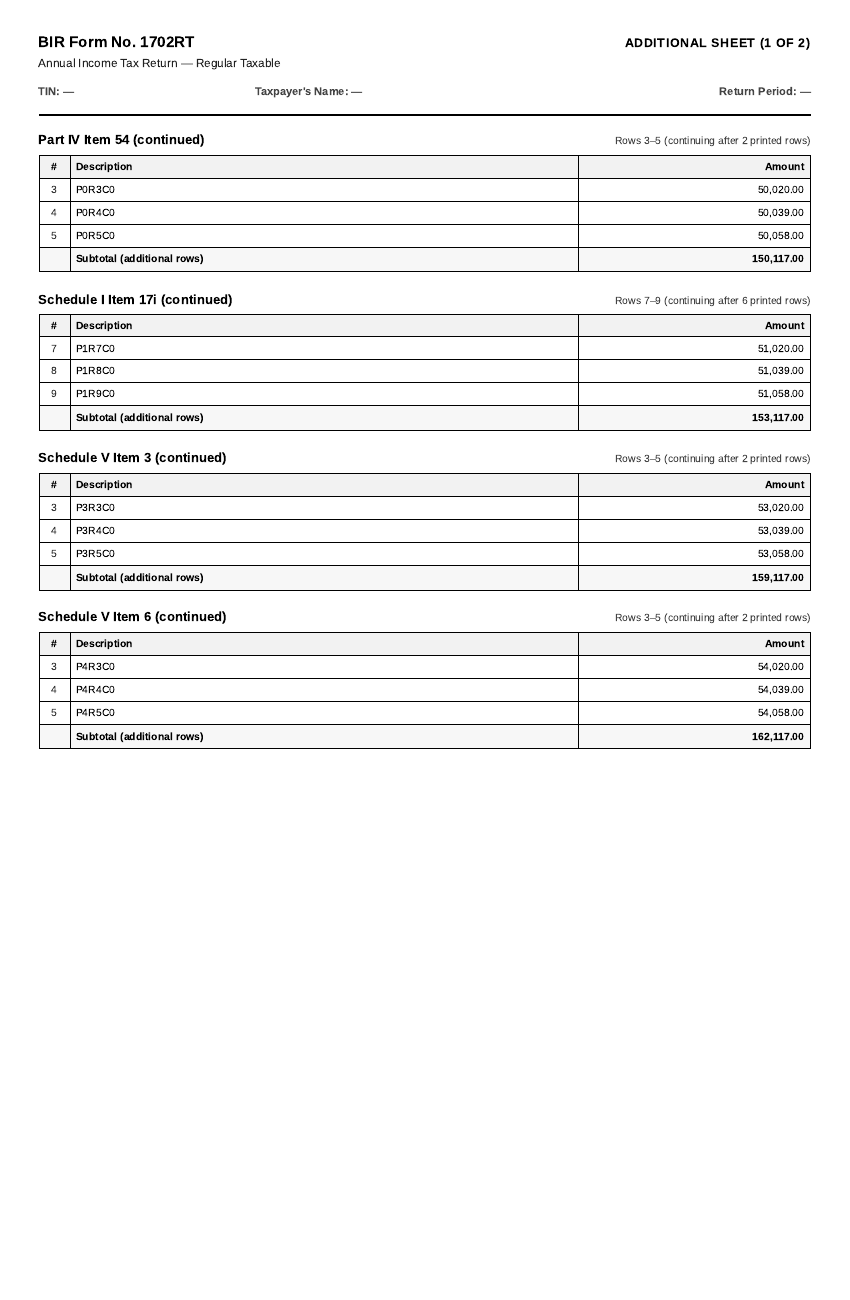 BIR Form No. 1702RT
ADDITIONAL SHEET (1 OF 2)
Annual Income Tax Return — Regular Taxable
TIN: — Taxpayer's Name: — Return Period: —
Part IV Item 54 (continued) Rows 3–5 (continuing after 2 printed rows)
# Description Amount
3 P0R3C0 50,020.00
4 P0R4C0 50,039.00
5 P0R5C0 50,058.00
Subtotal (additional rows) 150,117.00
Schedule I Item 17i (continued) Rows 7–9 (continuing after 6 printed rows)
# Description Amount
7 P1R7C0 51,020.00
8 P1R8C0 51,039.00
9 P1R9C0 51,058.00
Subtotal (additional rows) 153,117.00
Schedule V Item 3 (continued) Rows 3–5 (continuing after 2 printed rows)
# Description Amount
3 P3R3C0 53,020.00
4 P3R4C0 53,039.00
5 P3R5C0 53,058.00
Subtotal (additional rows) 159,117.00
Schedule V Item 6 (continued) Rows 3–5 (continuing after 2 printed rows)
# Description Amount
3 P4R3C0 54,020.00
4 P4R4C0 54,039.00
5 P4R5C0 54,058.00
Subtotal (additional rows) 162,117.00